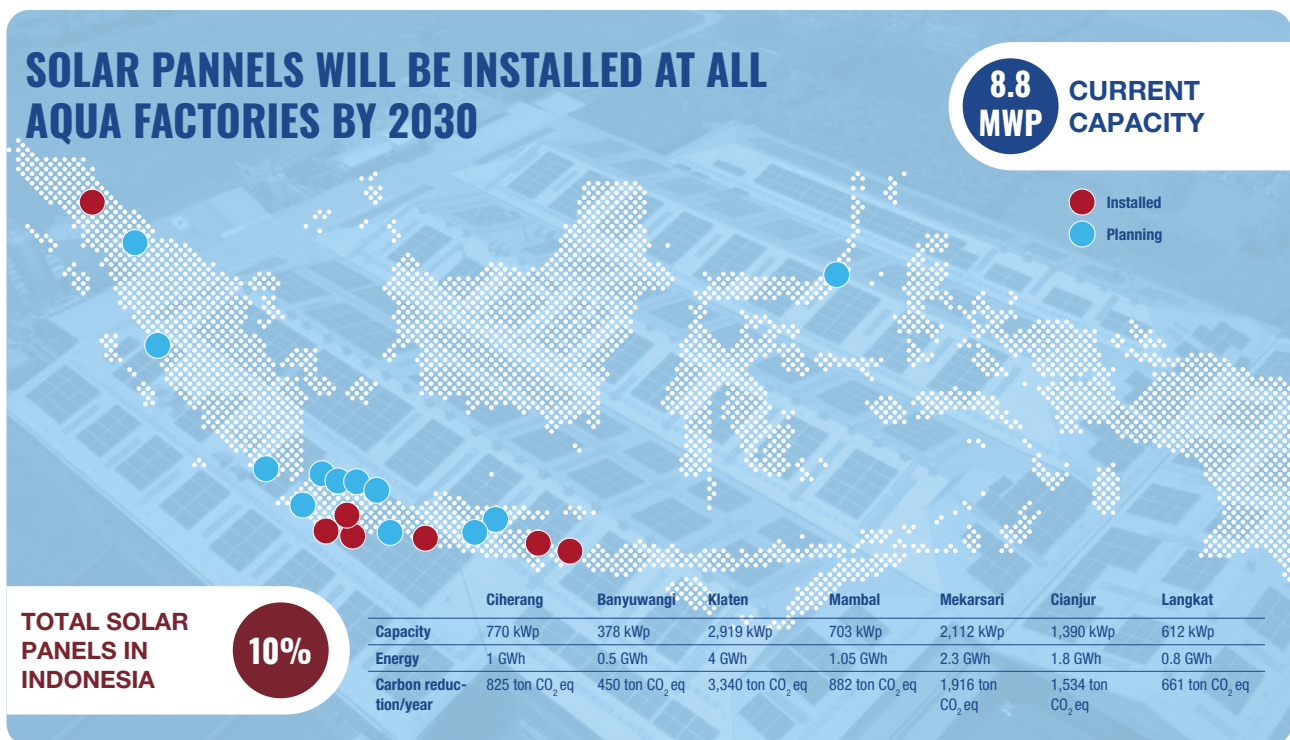 SOLAR PANNELS WILL BE INSTALLED AT ALL
AQUA FACTORIES BY 2030
8.8
MWP
CURRENT
CAPACITY
Installed
Planning
TOTAL SOLAR
PANELS IN
INDONESIA
10%
Ciherang Banyuwangi Klaten Mambal Mekarsari Cianjur Langkat
Capacity 770 kWp 378 kWp 2,919 kWp 703 kWp 2,112 kWp 1,390 kWp 612 kWp
Energy 1 GWh 0.5 GWh 4 GWh 1.05 GWh 2.3 GWh 1.8 GWh 0.8 GWh
Carbon reduc- 825 ton CO₂ eq 450 ton CO₂ eq 3,340 ton CO₂ eq 882 ton CO₂ eq 1,916 ton 1,534 ton 661 ton CO₂ eq
tion/year CO₂ eq CO₂ eq